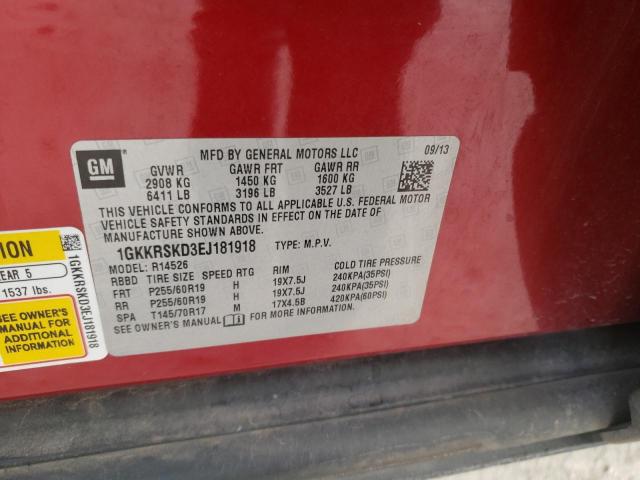 GM
MFD BY GENERAL MOTORS LLC
09/13
GVWR GAWR FRT GAWR RR
2908 KG 1450 KG 1600 KG
6411 LB 3196 LB 3527 LB
THIS VEHICLE CONFORMS TO ALL APPLICABLE U.S. FEDERAL MOTOR
VEHICLE SAFETY STANDARDS IN EFFECT ON THE DATE OF
MANUFACTURE SHOWN ABOVE.
1GKKRSKD3EJ181918 TYPE: M.P.V.
MODEL: R14526
RBBD TIRE SIZE SPEED RTG RIM COLD TIRE PRESSURE
FRT P255/60R19 H 19X7.5J 240KPA(35PSI)
RR P255/60R19 H 19X7.5J 240KPA(35PSI)
SPA T145/70R17 M 17X4.5B 420KPA(60PSI)
SEE OWNER'S MANUAL FOR MORE INFORMATION.
EAR 5
1537 lbs.
SEE OWNER'S
MANUAL FOR
ADDITIONAL
INFORMATION
1GKKRSKD3EJ181918